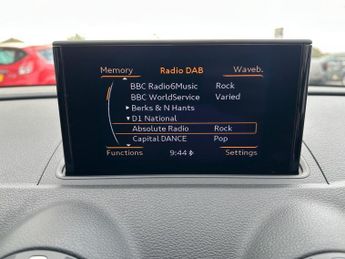 Memory Radio DAB Waveb.
BBC Radio6Music Rock
BBC WorldService Varied
Berks & N Hants
D1 National
Absolute Radio Rock
Capital DANCE Pop
Functions 9:44 Settings